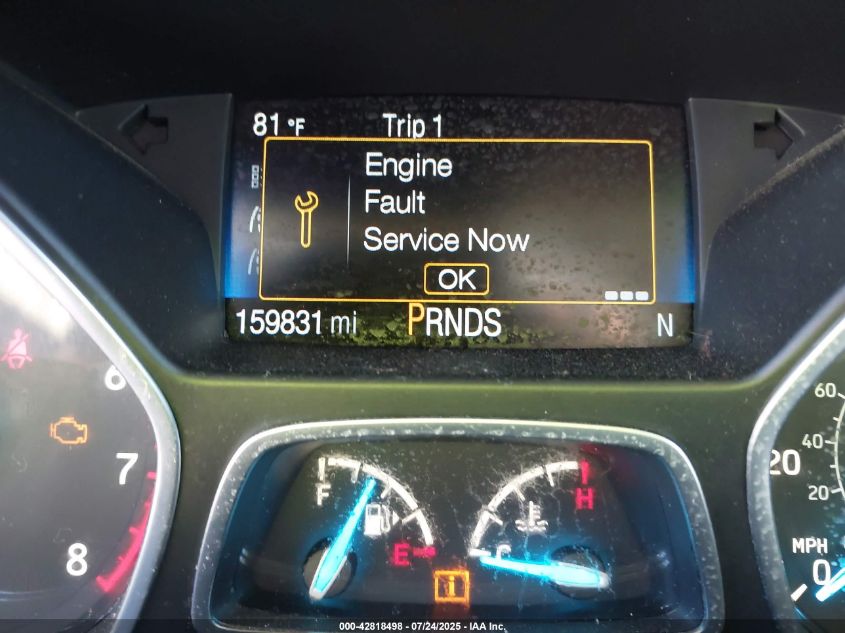 81 °F Trip 1
Engine
Fault
Service Now
OK
159831 mi PRNDS N
6
7
8
F
E
C
H
i
60
40
20
20
MPH
0
000-42818498 - 07/24/2025 - IAA Inc.